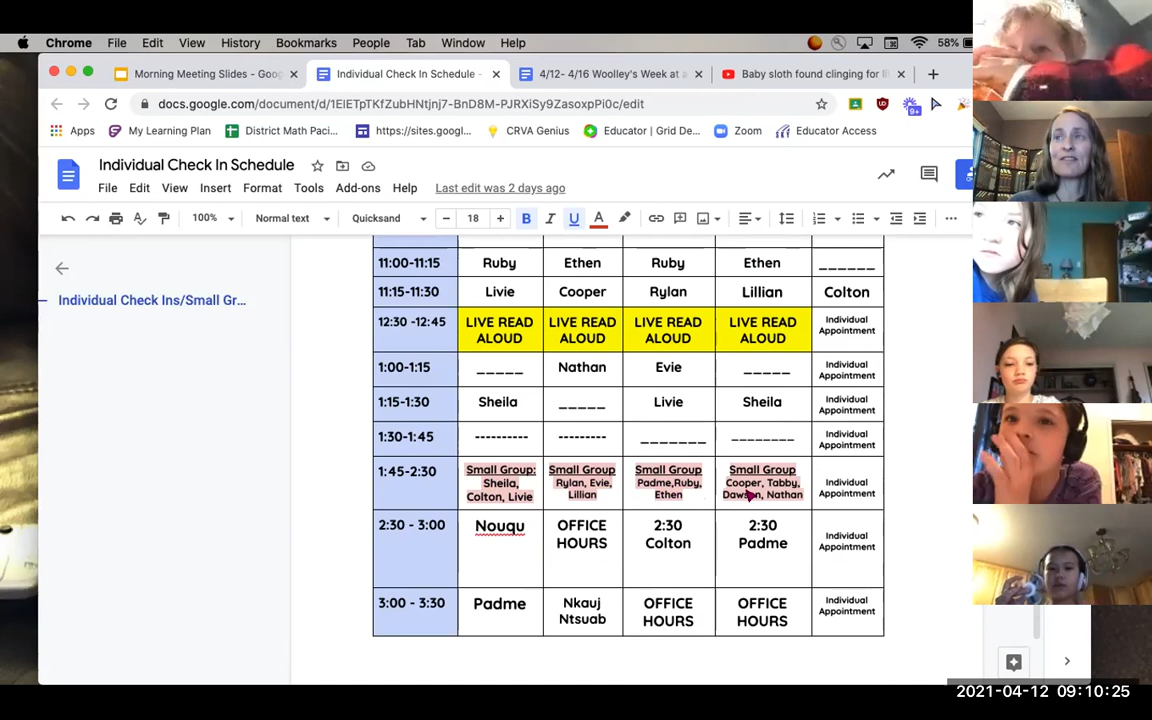 Chrome File Edit View History Bookmarks People Tab Window Help 58%
Morning Meeting Slides - Goo Individual Check In Schedule - 4/12- 4/16 Woolley's Week at a Baby sloth found clinging for li
docs.google.com/document/d/1ElETpTKfZubHNtjnj7-BnD8M-PJRXiSy9ZasoxpPi0c/edit
9+
Apps My Learning Plan District Math Paci... https://sites.googl... CRVA Genius Educator | Grid De... Zoom Educator Access
Individual Check In Schedule
File Edit View Insert Format Tools Add-ons Help Last edit was 2 days ago
100% Normal text Quicksand 18 B I U A
Individual Check Ins/Small Gr...
11:00-11:15 Ruby Ethen Ruby Ethen ______
11:15-11:30 Livie Cooper Rylan Lillian Colton
12:30 -12:45 LIVE READ ALOUD LIVE READ ALOUD LIVE READ ALOUD LIVE READ ALOUD Individual Appointment
1:00-1:15 _____ Nathan Evie _____ Individual Appointment
1:15-1:30 Sheila _____ Livie Sheila Individual Appointment
1:30-1:45 ---------- --------- _______ ________ Individual Appointment
1:45-2:30 Small Group: Sheila, Colton, Livie Small Group Rylan, Evie, Lillian Small Group Padme,Ruby, Ethen Small Group Cooper, Tabby, Dawson, Nathan Individual Appointment
2:30 - 3:00 Nouqu OFFICE HOURS 2:30 Colton 2:30 Padme Individual Appointment
3:00 - 3:30 Padme Nkauj Ntsuab OFFICE HOURS OFFICE HOURS Individual Appointment
2021-04-12 09:10:25